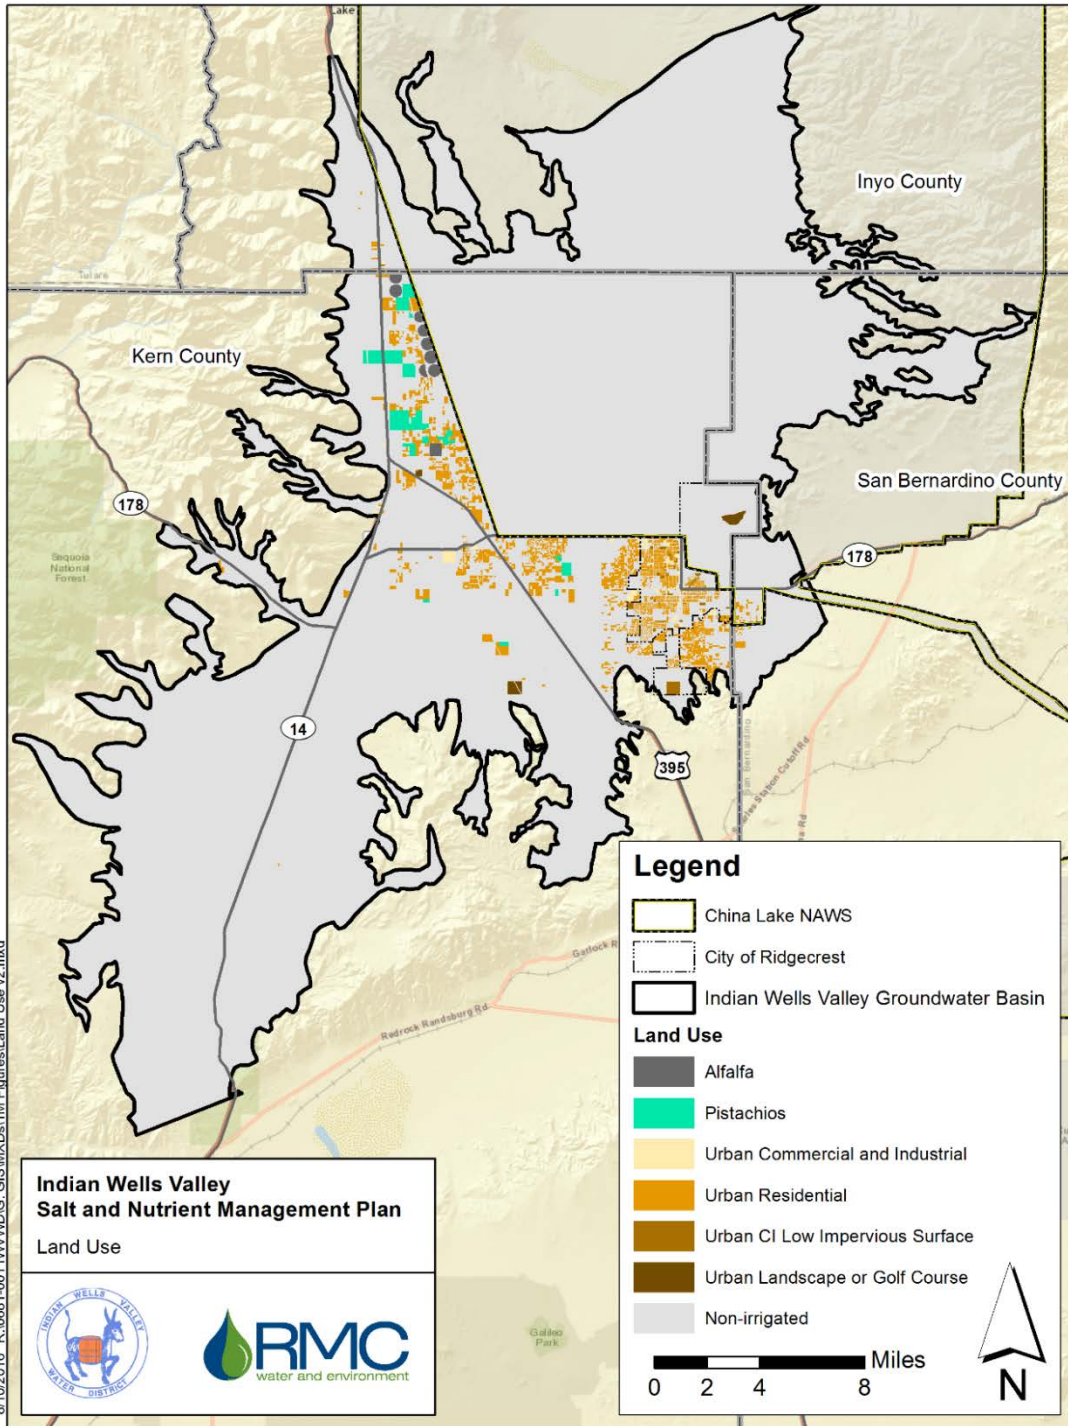 Lake
Inyo County
Tulare
Kern County
San Bernardino County
178
178
Sequoia
National
Forest
14
395
San Bernardino
Station Cutoff Rd
Redrock Randsburg Rd
Galileo
Park
Legend
China Lake NAWS
City of Ridgecrest
Indian Wells Valley Groundwater Basin
Land Use
Alfalfa
Pistachios
Urban Commercial and Industrial
Urban Residential
Urban CI Low Impervious Surface
Urban Landscape or Golf Course
Non-irrigated
Miles
0 2 4 8
N
Indian Wells Valley
Salt and Nutrient Management Plan
Land Use
INDIAN WELLS VALLEY
WATER DISTRICT
RMC
water and environment